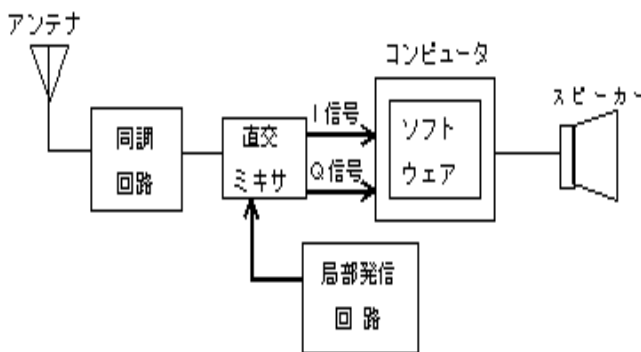 アンテナ
コンピュータ
スピーカー
同調
回路
直交
ミキサ
I信号
Q信号
ソフト
ウェア
局部発信
回路